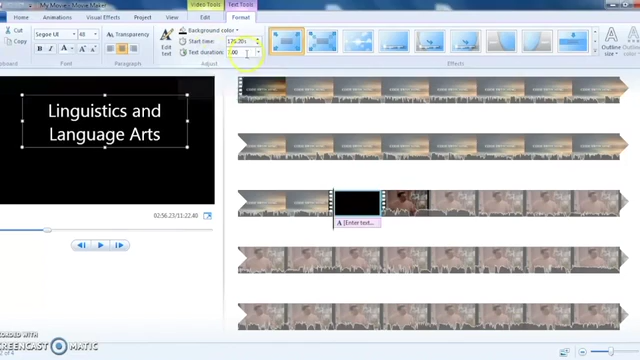 My Movie - Movie Maker
Video Tools
Text Tools
Home
Animations
Visual Effects
Project
View
Edit
Format
Cut
Copy
Segoe UI
48
Transparency
Paragraph
Font
Edit
text
Background color
Start time:
175.20s
Text duration:
Adjust
Effects
Outline
size
Linguistics and
Language Arts
02:56.23/11:22.40
A [Enter text...
RECORDED WITH
SCREENCAST MATIC